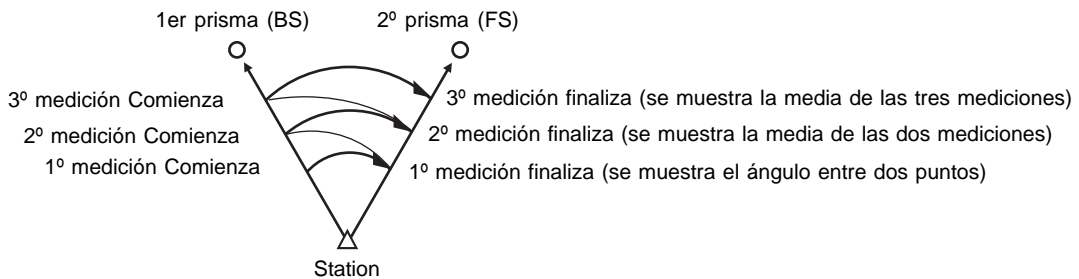 1er prisma (BS)
2º prisma (FS)
3º medición Comienza
3º medición finaliza (se muestra la media de las tres mediciones)
2º medición Comienza
2º medición finaliza (se muestra la media de las dos mediciones)
1º medición Comienza
1º medición finaliza (se muestra el ángulo entre dos puntos)
Station